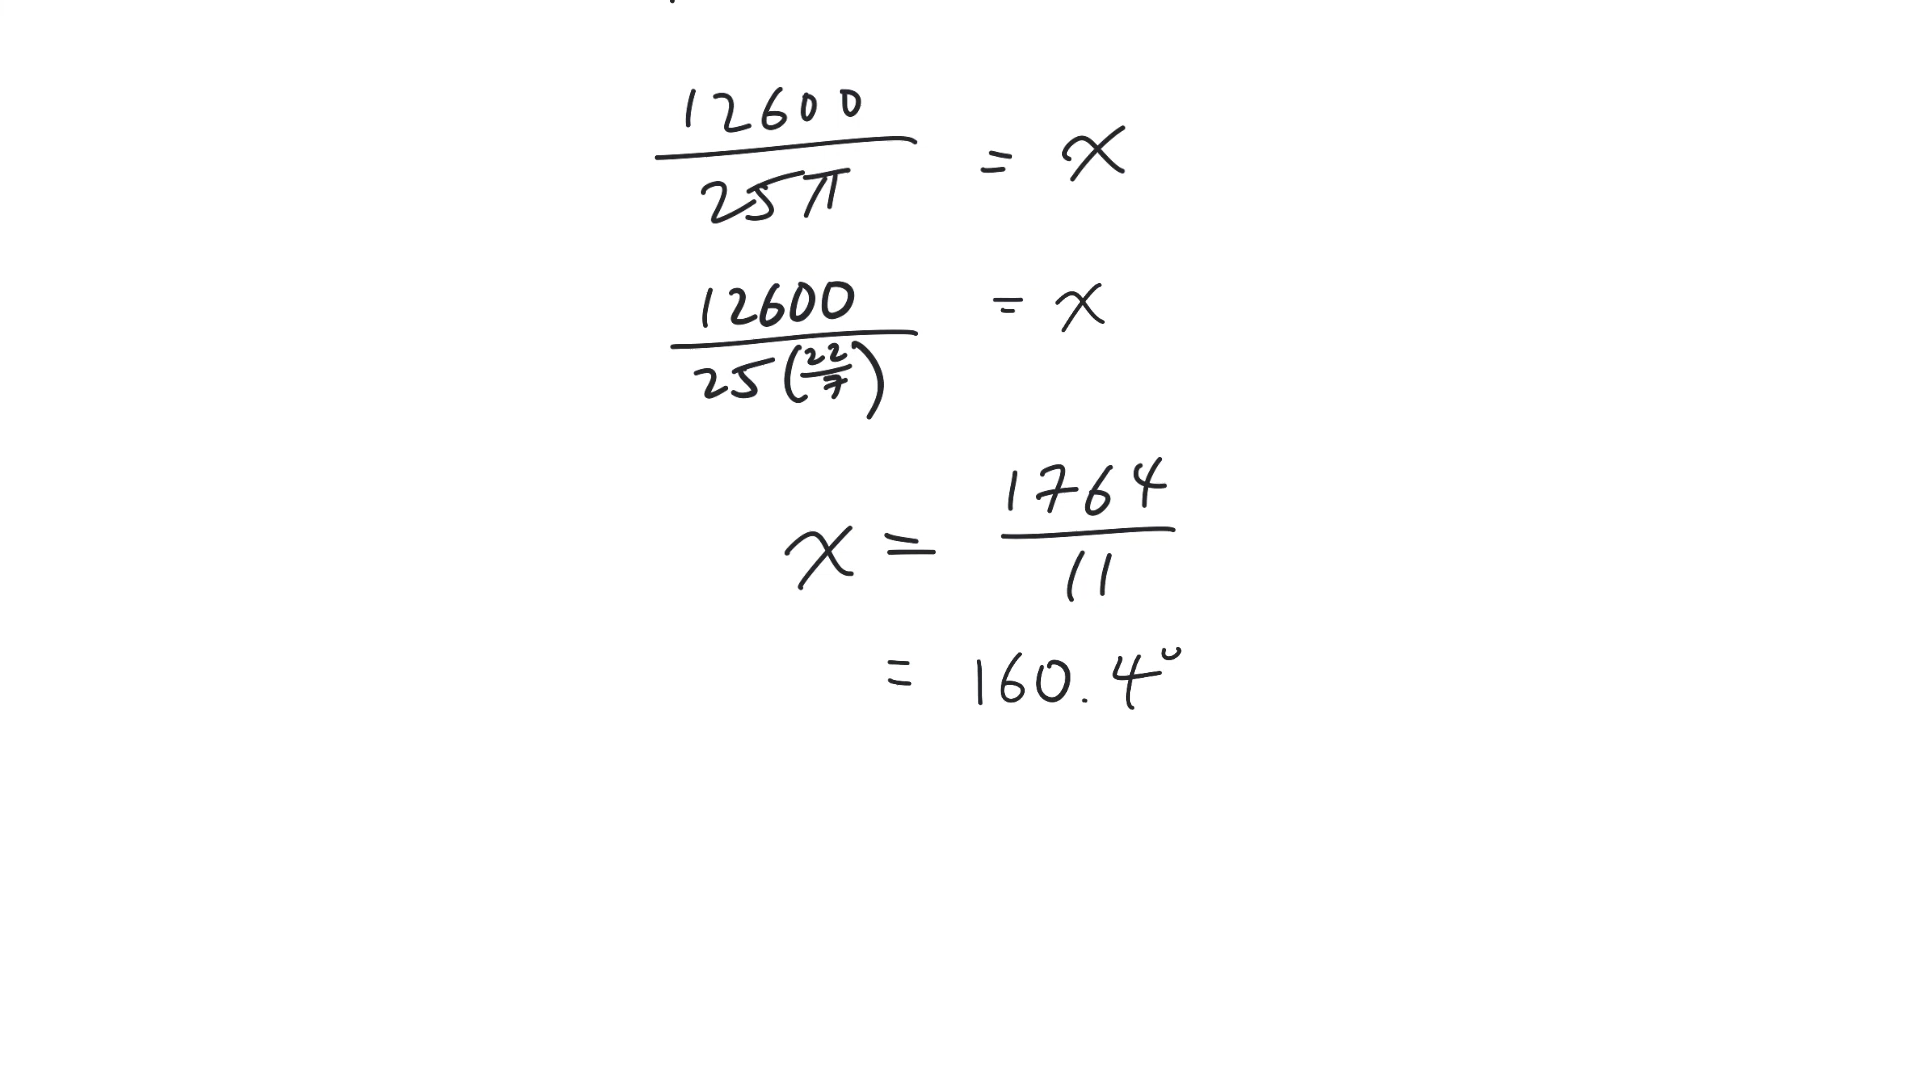 12600/25π = x
12600/25(22/7) = x
x = 1764/11
= 160.4°